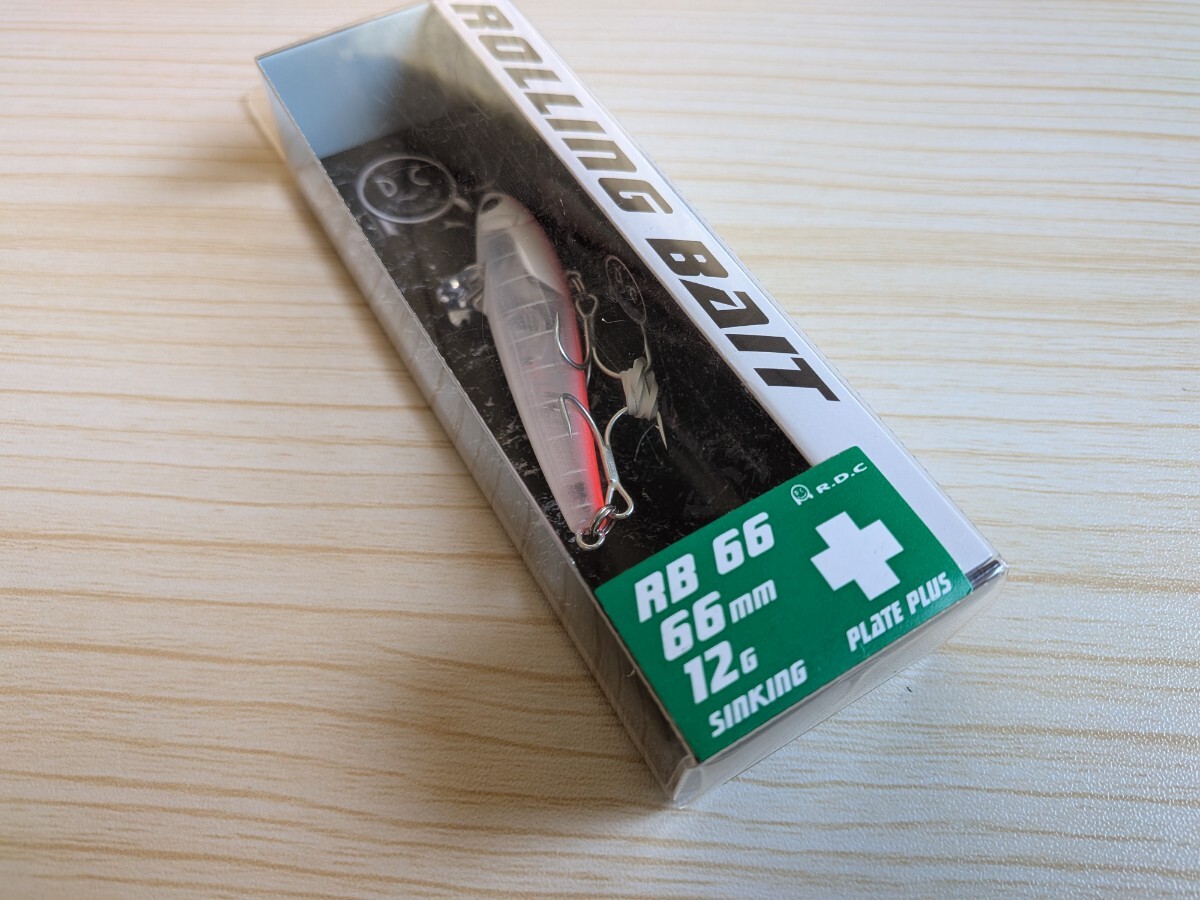 ROLLING BAIT
D.C
R.D.C
RB 66
66mm
12G
SINKING
PLATE PLUS